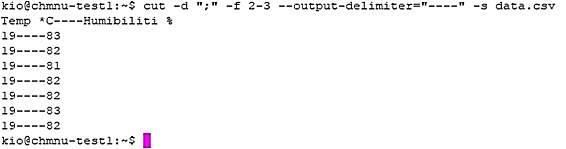 kio@chmnu-test1:~$ cut -d ";" -f 2-3 --output-delimiter="----" -s data.csv
Temp *C----Humibiliti %
19----83
19----82
19----81
19----82
19----82
19----83
19----82
kio@chmnu-test1:~$